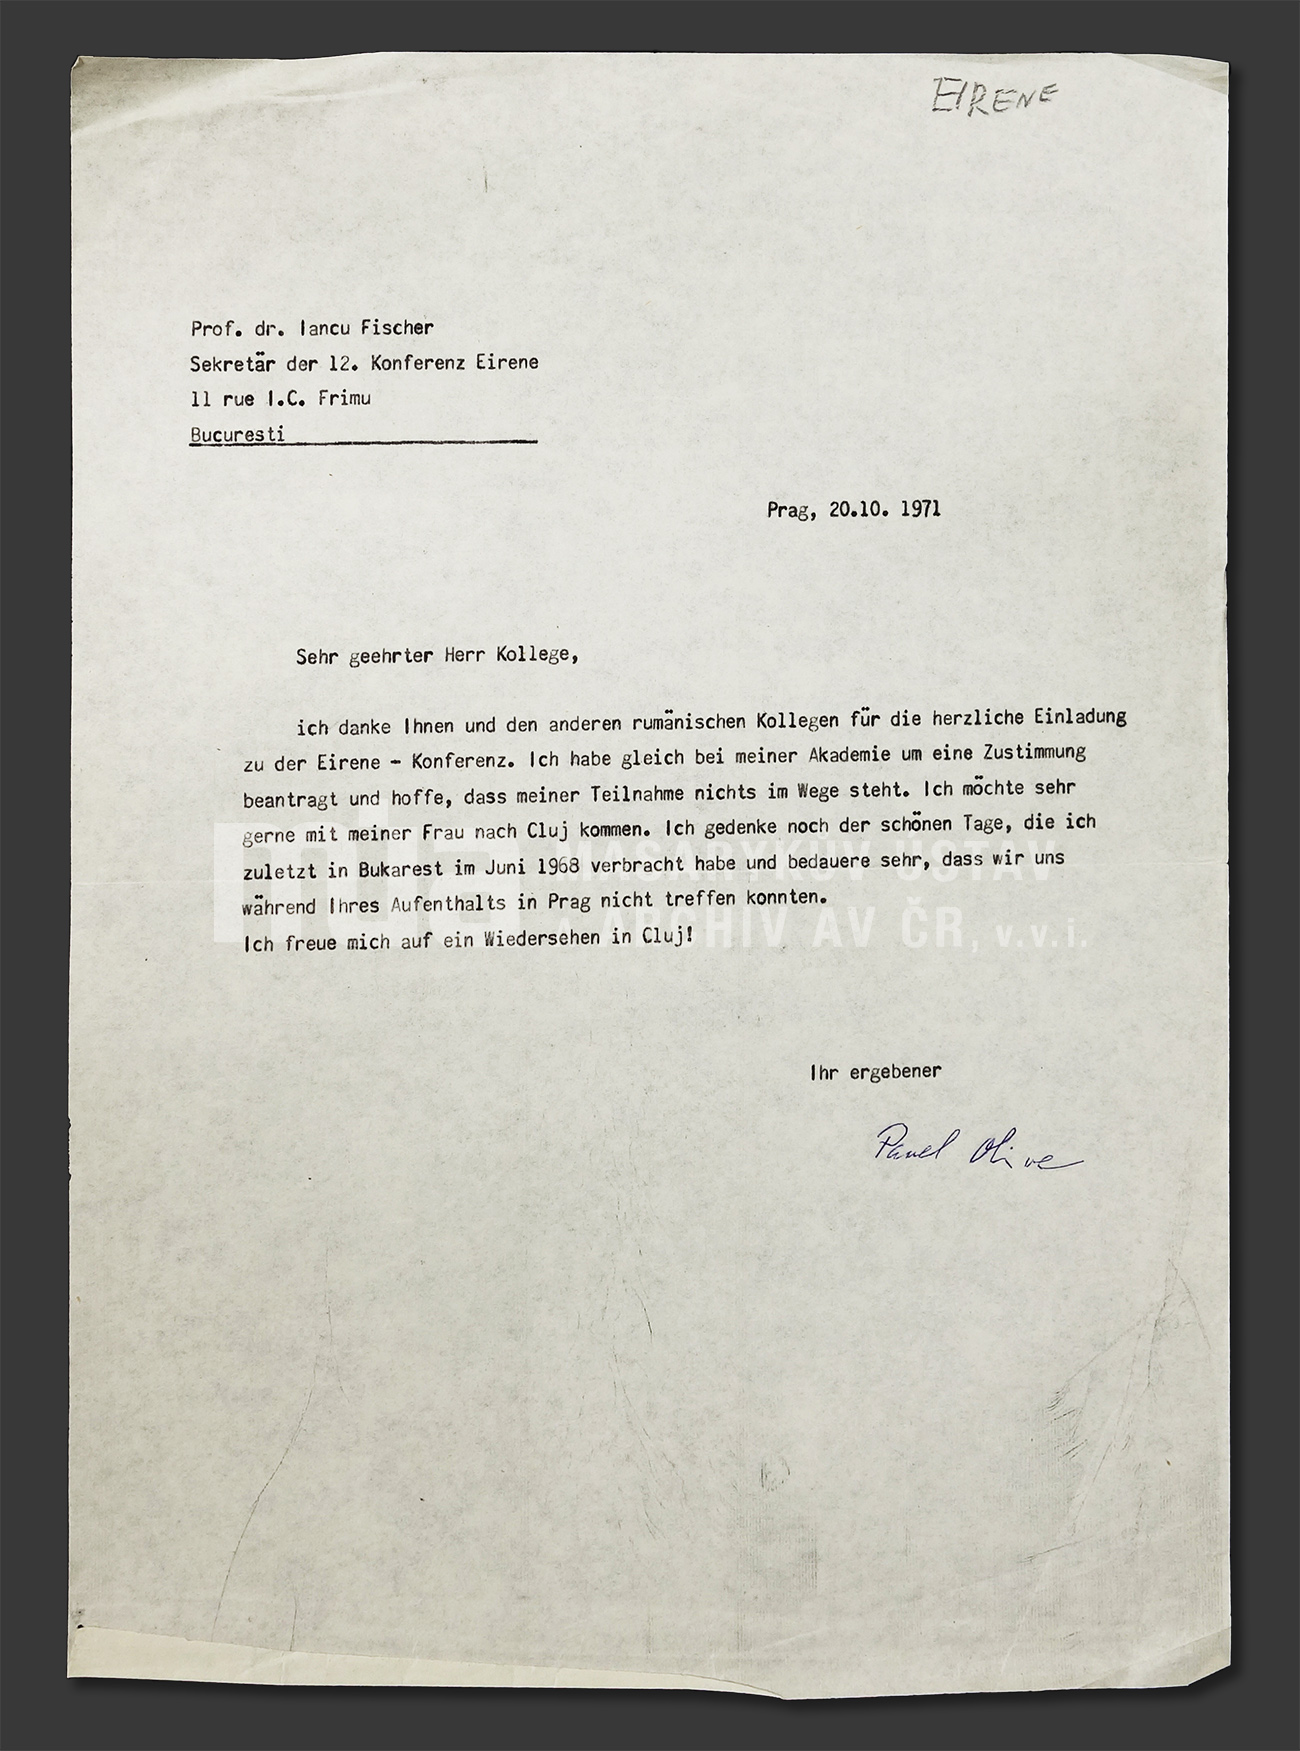 EIRENE
Prof. dr. Iancu Fischer
Sekretär der 12. Konferenz Eirene
11 rue I.C. Frimu
Bucuresti
Prag, 20.10. 1971
Sehr geehrter Herr Kollege,
ich danke Ihnen und den anderen rumänischen Kollegen für die herzliche Einladung
zu der Eirene - Konferenz. Ich habe gleich bei meiner Akademie um eine Zustimmung
beantragt und hoffe, dass meiner Teilnahme nichts im Wege steht. Ich möchte sehr
gerne mit meiner Frau nach Cluj kommen. Ich gedenke noch der schönen Tage, die ich
zuletzt in Bukarest im Juni 1968 verbracht habe und bedauere sehr, dass wir uns
während Ihres Aufenthalts in Prag nicht treffen konnten.
Ich freue mich auf ein Wiedersehen in Cluj!
MASARYKŮV ÚSTAV
A ARCHIV AV ČR, v.v.i.
Ihr ergebener
Pavel Oliva